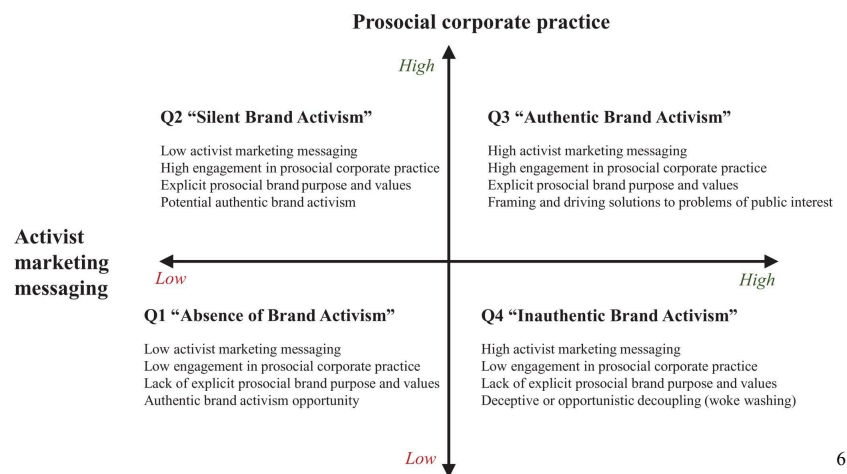 Prosocial corporate practice
High
Q2 “Silent Brand Activism”
Low activist marketing messaging
High engagement in prosocial corporate practice
Explicit prosocial brand purpose and values
Potential authentic brand activism
Q3 “Authentic Brand Activism”
High activist marketing messaging
High engagement in prosocial corporate practice
Explicit prosocial brand purpose and values
Framing and driving solutions to problems of public interest
Activist
marketing
messaging
Low
High
Q1 “Absence of Brand Activism”
Low activist marketing messaging
Low engagement in prosocial corporate practice
Lack of explicit prosocial brand purpose and values
Authentic brand activism opportunity
Q4 “Inauthentic Brand Activism”
High activist marketing messaging
Low engagement in prosocial corporate practice
Lack of explicit prosocial brand purpose and values
Deceptive or opportunistic decoupling (woke washing)
Low
6